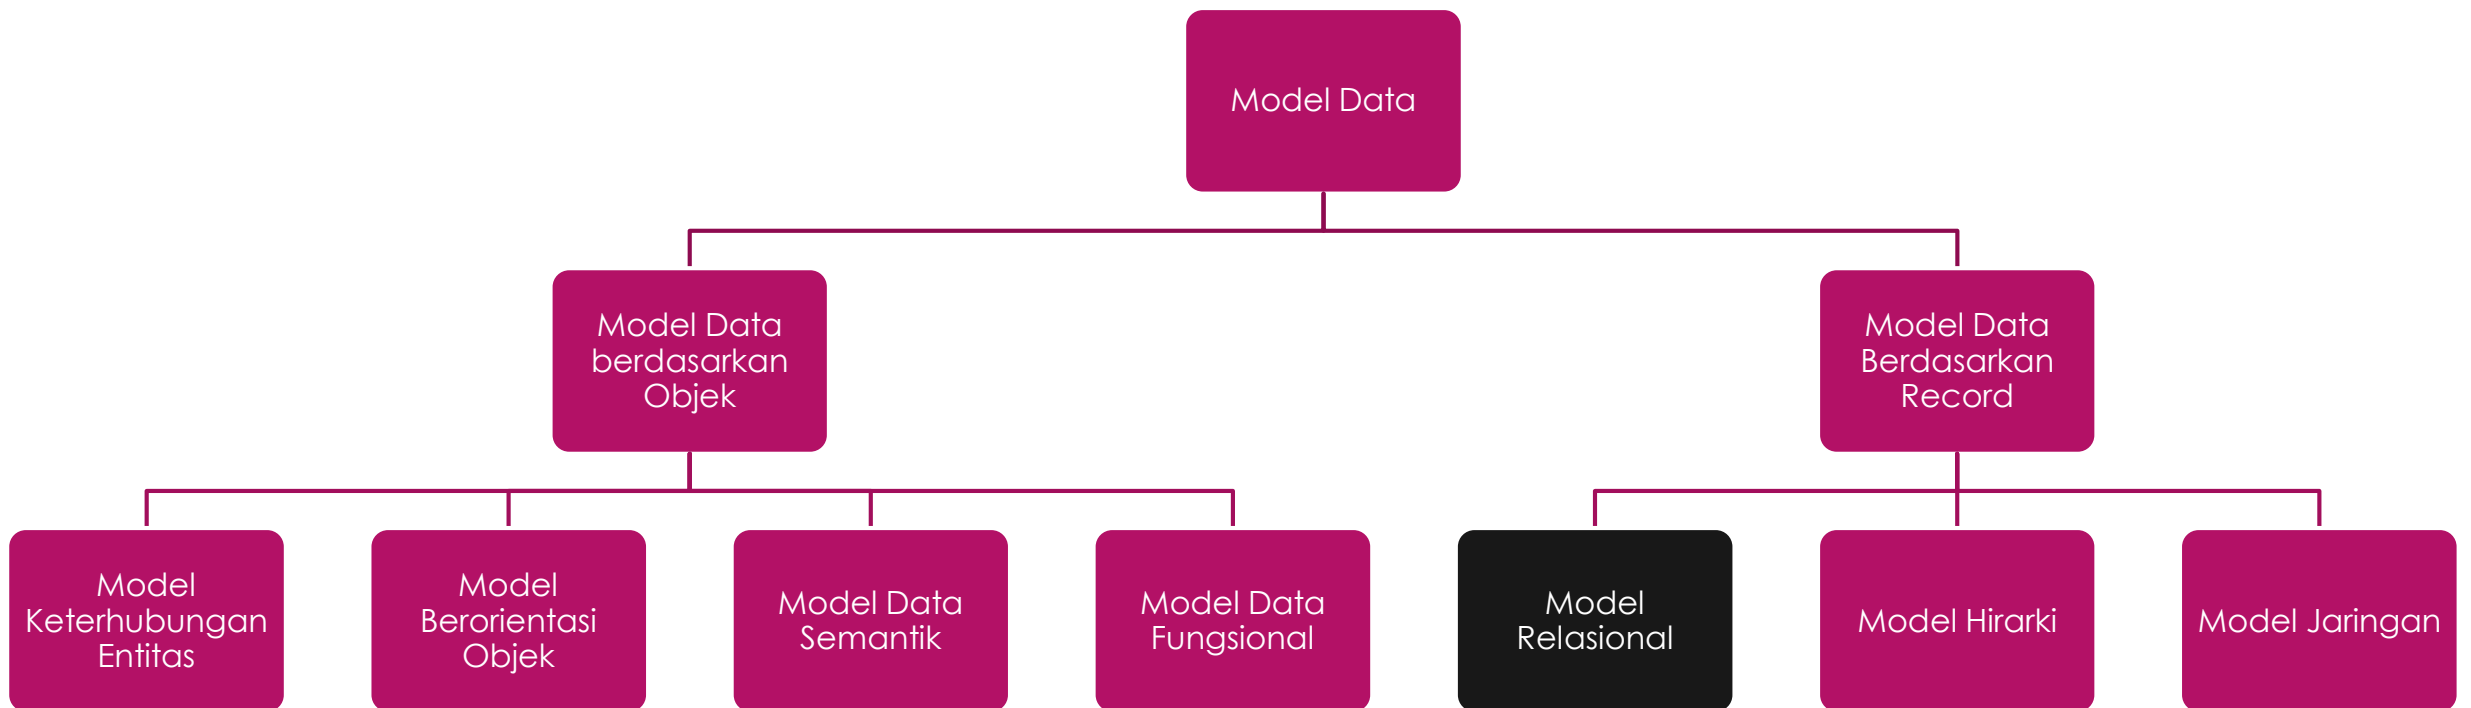 Model Data
Model Data
berdasarkan
Objek
Model Data
Berdasarkan
Record
Model
Keterhubungan
Entitas
Model
Berorientasi
Objek
Model Data
Semantik
Model Data
Fungsional
Model
Relasional
Model Hirarki
Model Jaringan